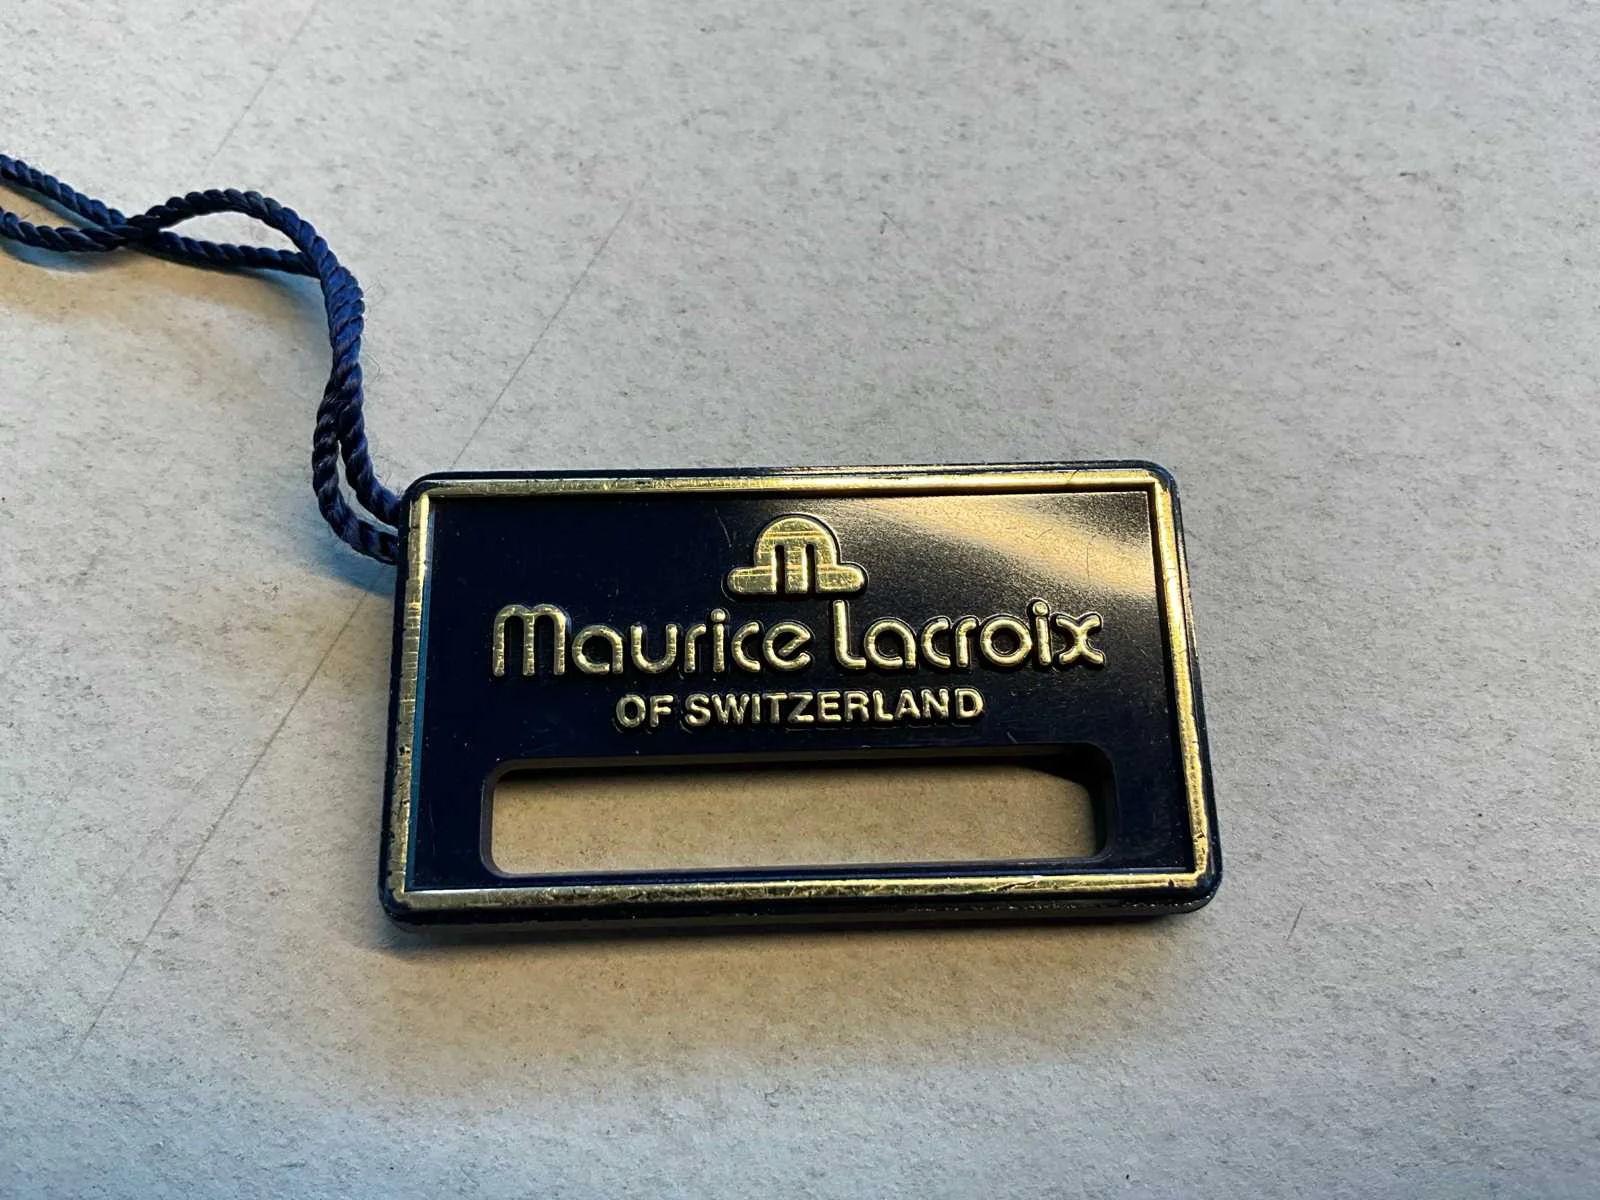 m
Maurice Lacroix
OF SWITZERLAND